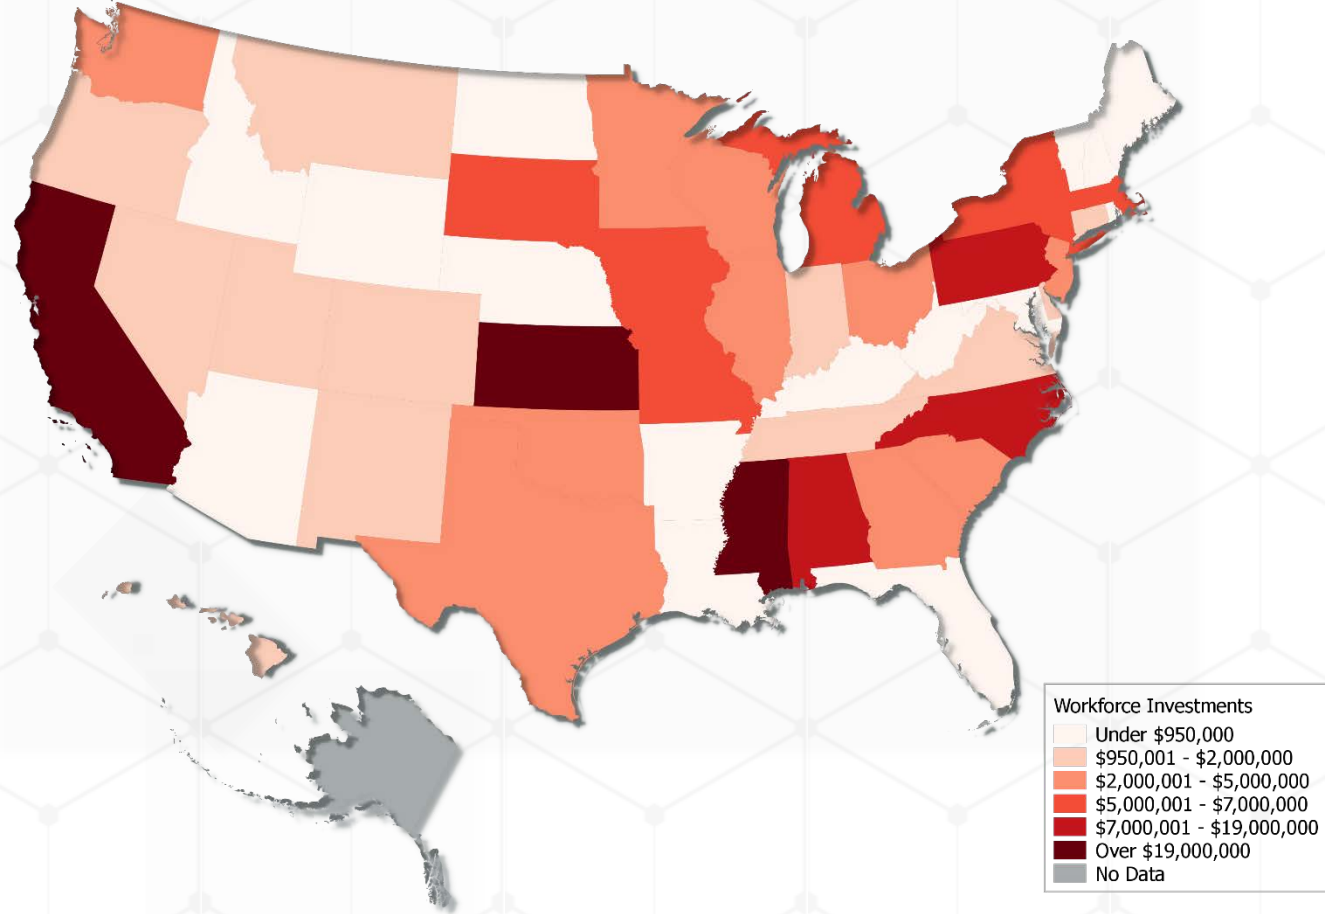 Workforce Investments
Under $950,000
$950,001 - $2,000,000
$2,000,001 - $5,000,000
$5,000,001 - $7,000,000
$7,000,001 - $19,000,000
Over $19,000,000
No Data